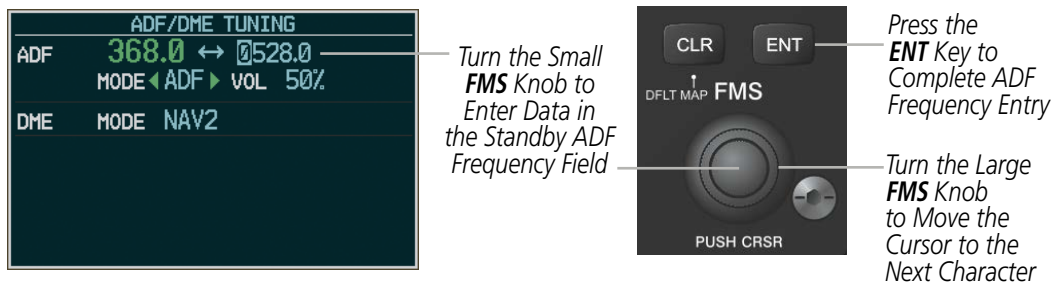 ADF/DME TUNING
ADF 368.0 ↔ 0528.0
MODE ◀ ADF ▶ VOL 50%
DME MODE NAV2
Turn the Small
FMS Knob to
Enter Data in
the Standby ADF
Frequency Field
CLR ENT
DFLT MAP FMS
PUSH CRSR
Press the
ENT Key to
Complete ADF
Frequency Entry
Turn the Large
FMS Knob
to Move the
Cursor to the
Next Character